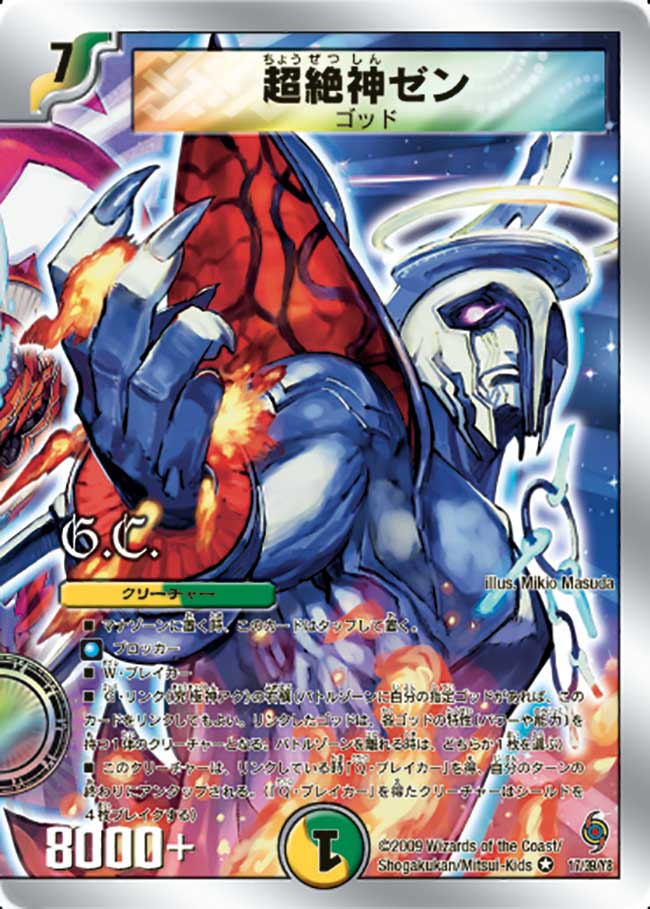 7
ちょうぜつしん
超絶神ゼン
ゴッド
G.C.
illus. Mikio Masuda
クリーチャー
■ マナゾーンに置く時、このカードはタップして置く。
ブロッカー
■ W・ブレイカー
■ G・リンク《究極神アク》の右側(バトルゾーンに自分の指定ゴッドがあれば、この
カードをリンクしてもよい。リンクしたゴッドは、各ゴッドの特性(パワーや能力)を
持つ1体のクリーチャーとなる。バトルゾーンを離れる時は、どちらか1枚を選ぶ)
■ このクリーチャーは、リンクしている時「Q・ブレイカー」を得、自分のターンの
終わりにアンタップされる。(「Q・ブレイカー」を得たクリーチャーはシールドを
4枚ブレイクする)
8000+
1
©2009 Wizards of the Coast/
Shogakukan/Mitsui-Kids
17/39/Y8